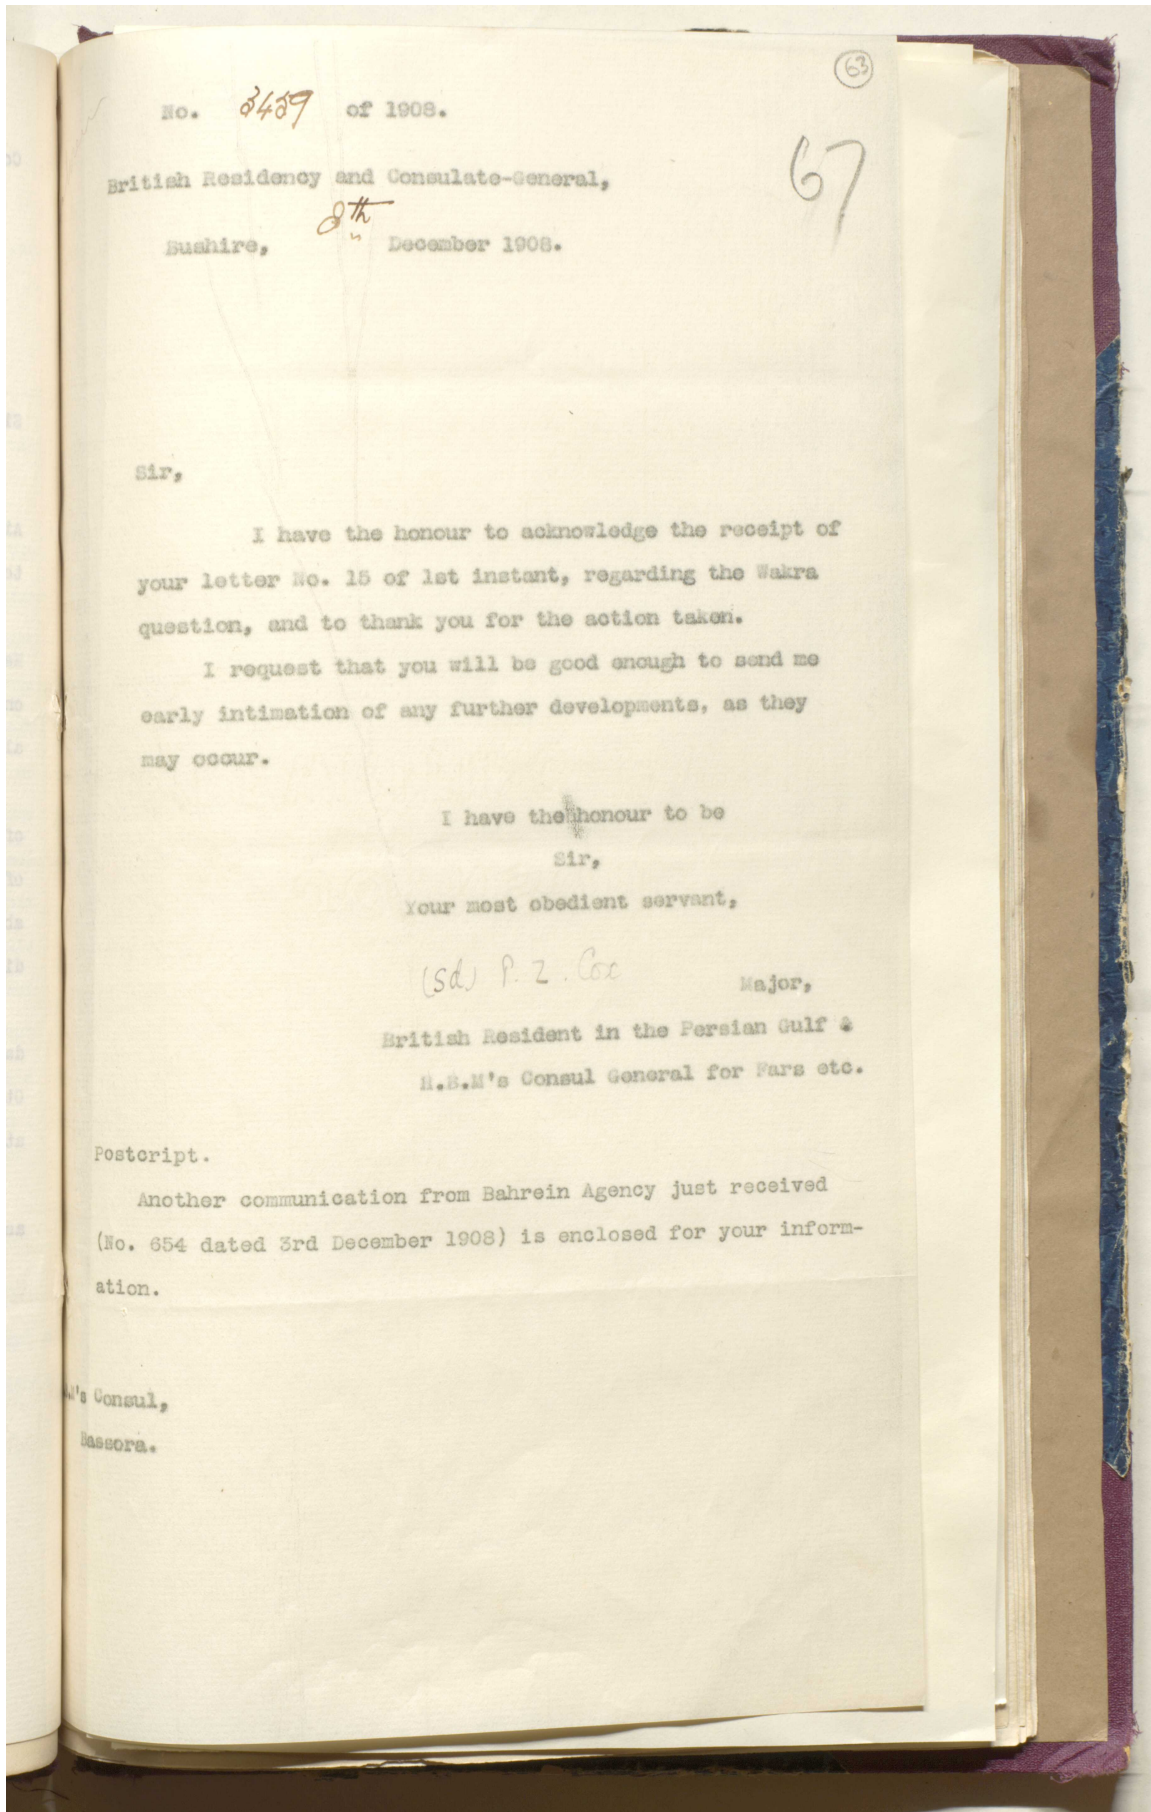 63
No. 3459 of 1908.
67
British Residency and Consulate-General,
Bushire, 8th December 1908.
Sir,
I have the honour to acknowledge the receipt of
your letter No. 15 of 1st instant, regarding the Wakra
question, and to thank you for the action taken.
I request that you will be good enough to send me
early intimation of any further developments, as they
may occur.
I have the honour to be
Sir,
Your most obedient servant,
(Sd) P. Z. Cox Major,
British Resident in the Persian Gulf &
H.B.M's Consul General for Fars etc.
Postcript.
Another communication from Bahrein Agency just received
(No. 654 dated 3rd December 1908) is enclosed for your inform-
ation.
.M's Consul,
Bassora.